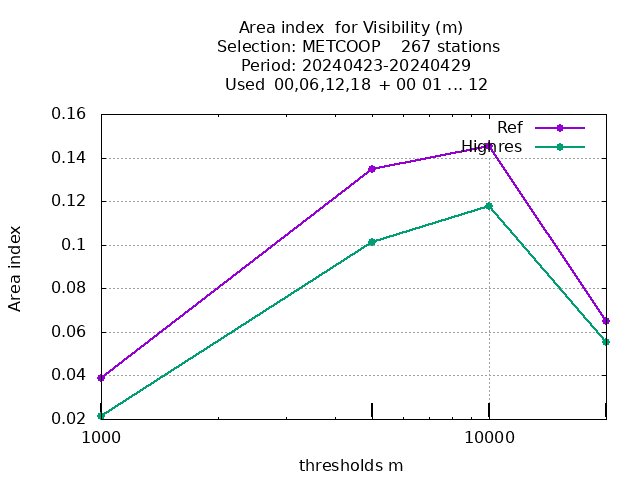 Area index  for Visibility (m)
Selection: METCOOP    267 stations
Period: 20240423-20240429
Used  00,06,12,18  + 00 01 ... 12
Ref
Highres
0.16
0.14
0.12
0.1
0.08
0.06
0.04
0.02
Area index
1000
10000
thresholds m